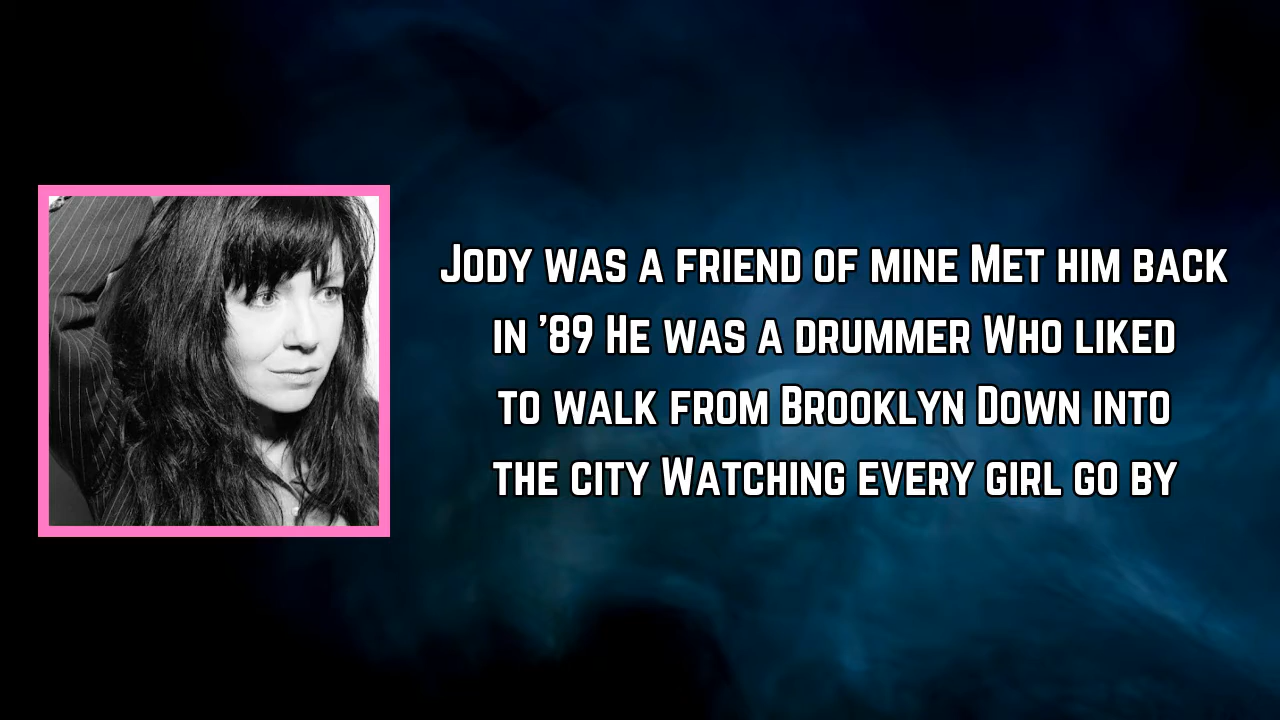 Jody was a friend of mine Met him back
in '89 He was a drummer Who liked
to walk from Brooklyn Down into
the city Watching every girl go by